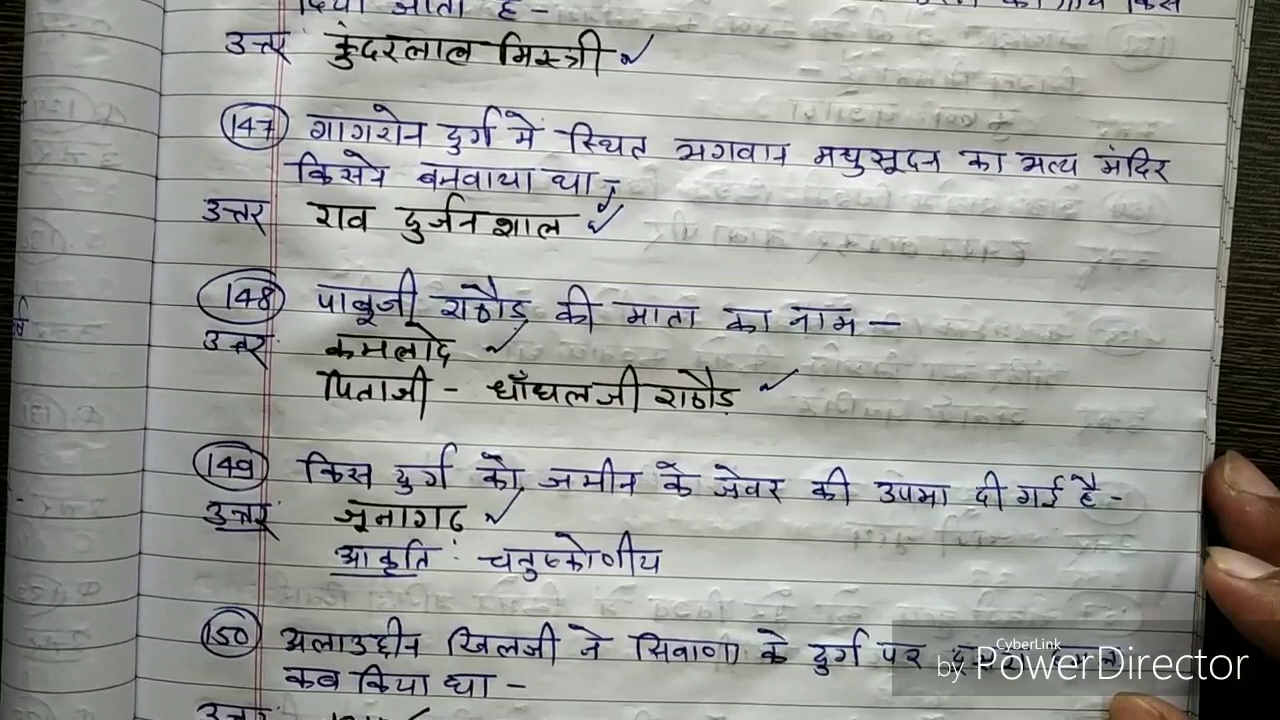 दिया जाता है -
उत्तर कुंदरलाल मिस्त्री
147 गागरोन दुर्ग में स्थित भगवान मधुसूदन का भव्य मंदिर
किसने बनवाया था -
उत्तर राव दुर्जनशाल
148 पाबूजी राठौड़ की माता का नाम -
उत्तर कमलादे
पिताजी - धाँधलजी राठौड़
149 किस दुर्ग को जमीन के जेवर की उपमा दी गई है -
उत्तर जूनागढ़
आकृति : चतुष्कोणीय
150 अलाउद्दीन खिलजी ने सिवाणा के दुर्ग पर
कब किया था -
उत्तर
CyberLink
by PowerDirector